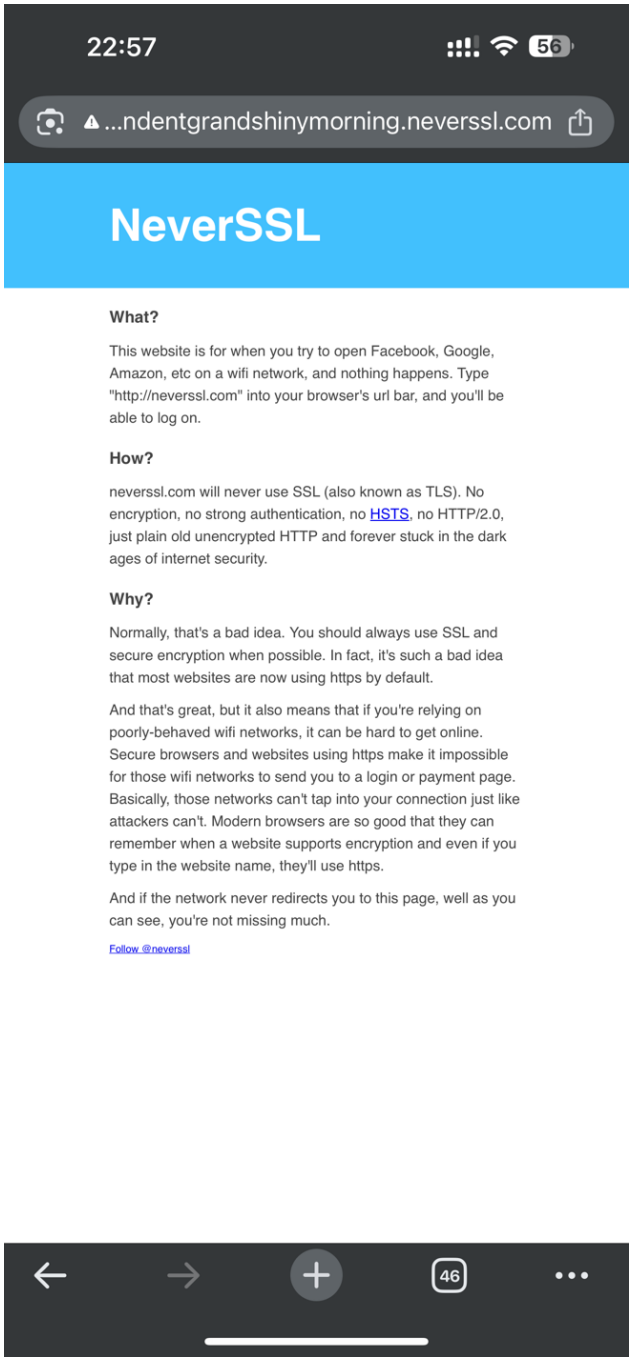 22:57
56
...ndentgrandshinymorning.neverssl.com
NeverSSL
What?
This website is for when you try to open Facebook, Google,
Amazon, etc on a wifi network, and nothing happens. Type
"http://neverssl.com" into your browser's url bar, and you'll be
able to log on.
How?
neverssl.com will never use SSL (also known as TLS). No
encryption, no strong authentication, no HSTS, no HTTP/2.0,
just plain old unencrypted HTTP and forever stuck in the dark
ages of internet security.
Why?
Normally, that's a bad idea. You should always use SSL and
secure encryption when possible. In fact, it's such a bad idea
that most websites are now using https by default.
And that's great, but it also means that if you're relying on
poorly-behaved wifi networks, it can be hard to get online.
Secure browsers and websites using https make it impossible
for those wifi networks to send you to a login or payment page.
Basically, those networks can't tap into your connection just like
attackers can't. Modern browsers are so good that they can
remember when a website supports encryption and even if you
type in the website name, they'll use https.
And if the network never redirects you to this page, well as you
can see, you're not missing much.
Follow @neverssl
46